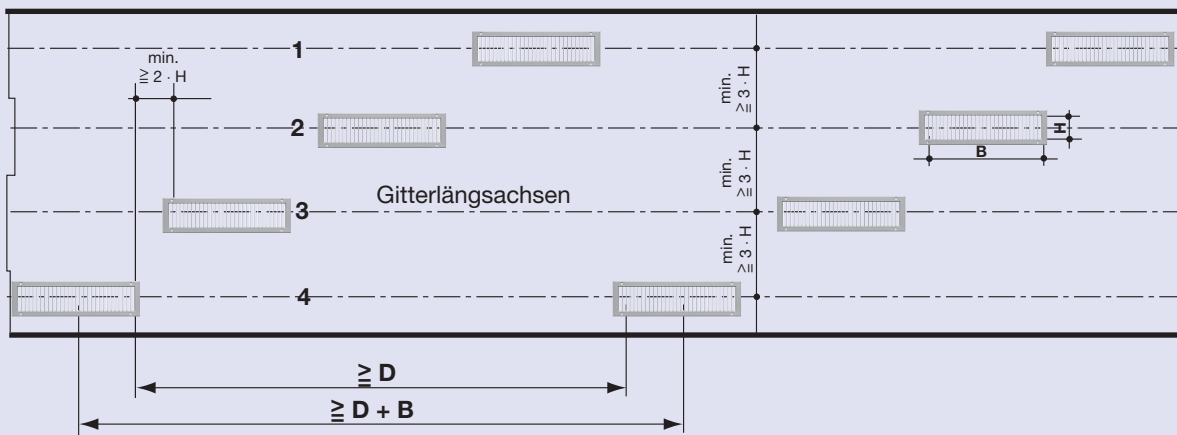 1
min.
≧ 2 · H
min.
≧ 3 · H
2
H
B
min.
≧ 3 · H
Gitterlängsachsen
3
min.
≧ 3 · H
4
≧ D
≧ D + B